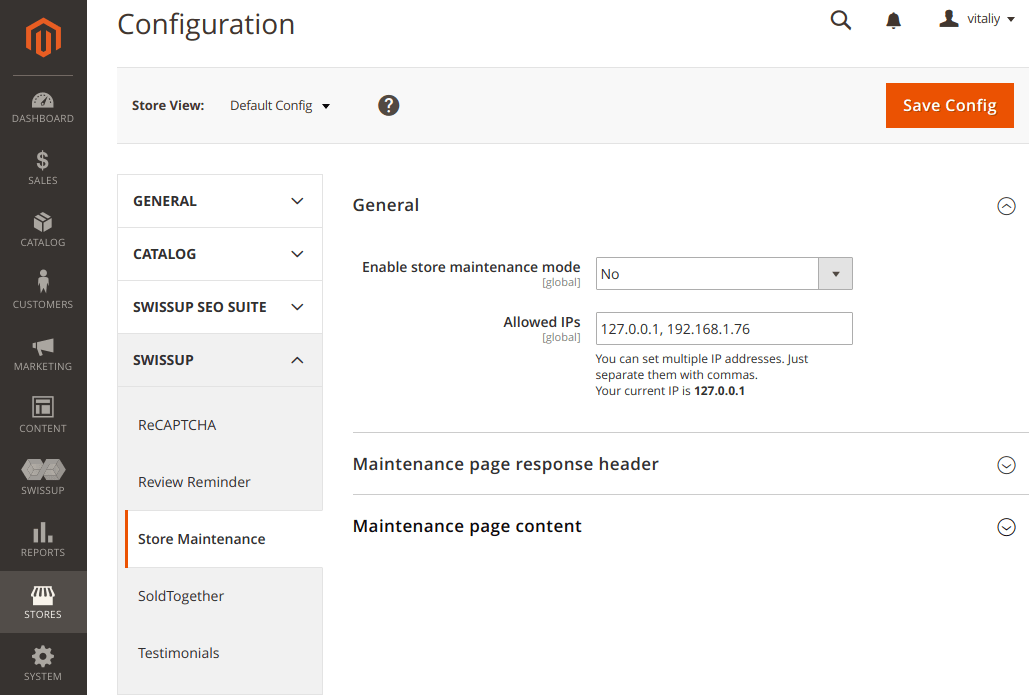 Configuration
vitaliy
DASHBOARD
SALES
CATALOG
CUSTOMERS
MARKETING
CONTENT
SWISSUP
REPORTS
STORES
SYSTEM
Store View: Default Config ?
Save Config
GENERAL
CATALOG
SWISSUP SEO SUITE
SWISSUP
ReCAPTCHA
Review Reminder
Store Maintenance
SoldTogether
Testimonials
General
Enable store maintenance mode No
[global]
Allowed IPs 127.0.0.1, 192.168.1.76
[global]
You can set multiple IP addresses. Just
separate them with commas.
Your current IP is 127.0.0.1
Maintenance page response header
Maintenance page content